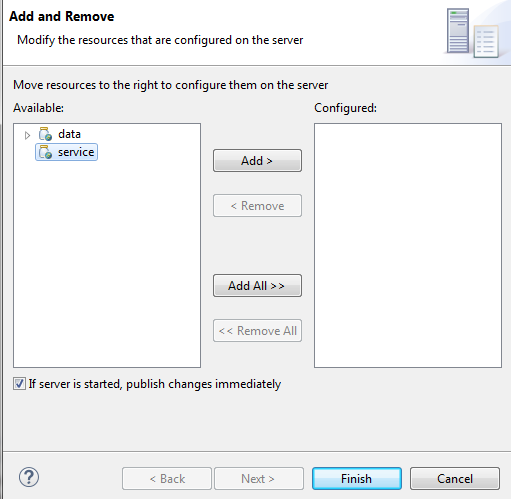 Add and Remove
Modify the resources that are configured on the server
Move resources to the right to configure them on the server
Available:
Configured:
data
service
Add >
< Remove
Add All >>
<< Remove All
If server is started, publish changes immediately
?
< Back
Next >
Finish
Cancel